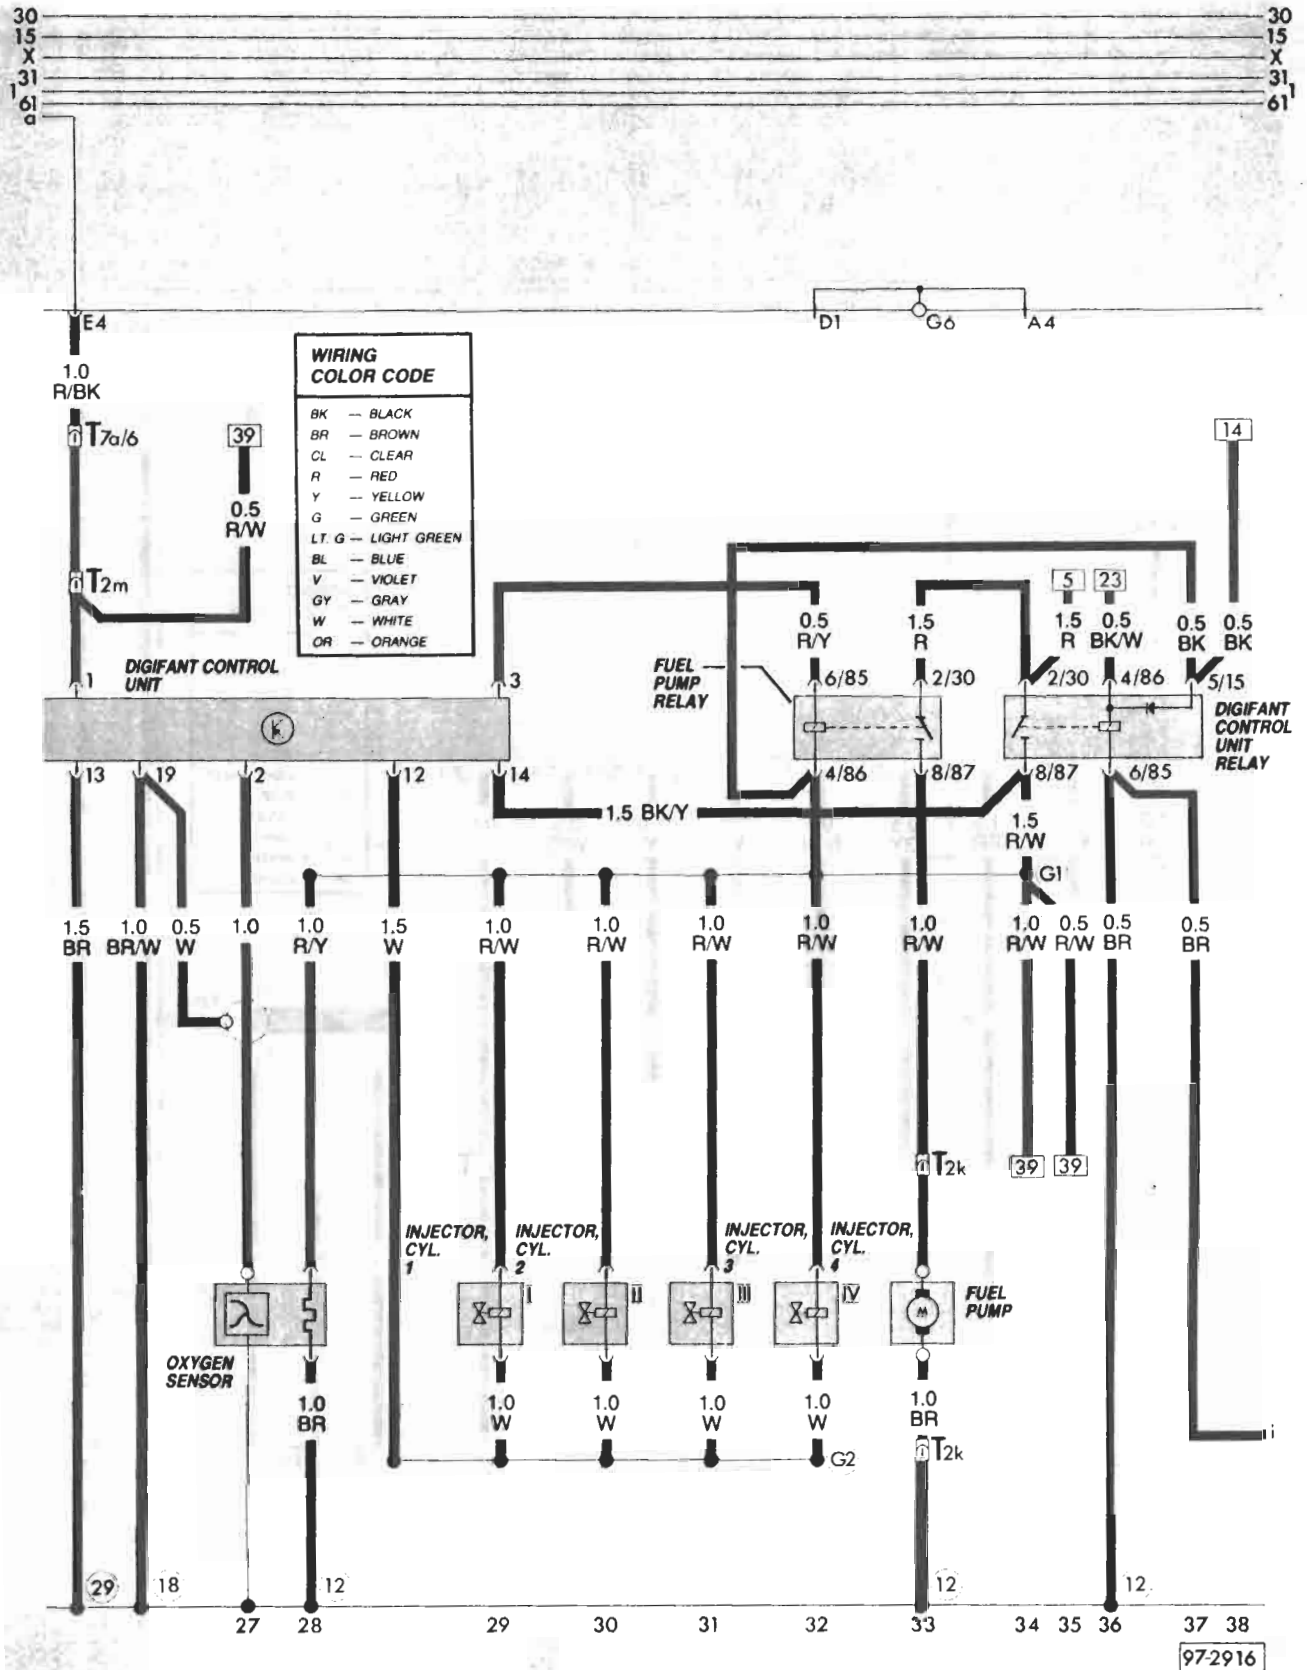 30 30
15 15
X X
31 31
1 1
61 61
a
E4
D1 G6 A4
1.0
R/BK
WIRING
COLOR CODE
BK — BLACK
BR — BROWN
CL — CLEAR
R — RED
Y — YELLOW
G — GREEN
LT. G — LIGHT GREEN
BL — BLUE
V — VIOLET
GY — GRAY
W — WHITE
OR — ORANGE
T7a/6
39
14
0.5
R/W
T2m
5 23
0.5 1.5 1.5 0.5 0.5 0.5
R/Y R R BK/W BK BK
DIGIFANT CONTROL
UNIT
FUEL
PUMP
RELAY
1 3 6/85 2/30 2/30 4/86 5/15
K
DIGIFANT
CONTROL
UNIT
RELAY
13 19 2 12 14 4/86 8/87 8/87 6/85
1.5 BK/Y
1.5
R/W
G1
1.5 1.0 0.5 1.0 1.0 1.5 1.0 1.0 1.0 1.0 1.0 1.0 0.5 0.5 0.5
BR BR/W W R/Y W R/W R/W R/W R/W R/W R/W R/W BR BR
T2k
39 39
INJECTOR,
CYL.
1
INJECTOR,
CYL.
2
INJECTOR,
CYL.
3
INJECTOR,
CYL.
4
I II III IV
M
FUEL
PUMP
OXYGEN
SENSOR
1.0 1.0 1.0 1.0 1.0 1.0
BR W W W W BR
G2
T2k
i
29 18 12 12 12
27 28 29 30 31 32 33 34 35 36 37 38
97-2916